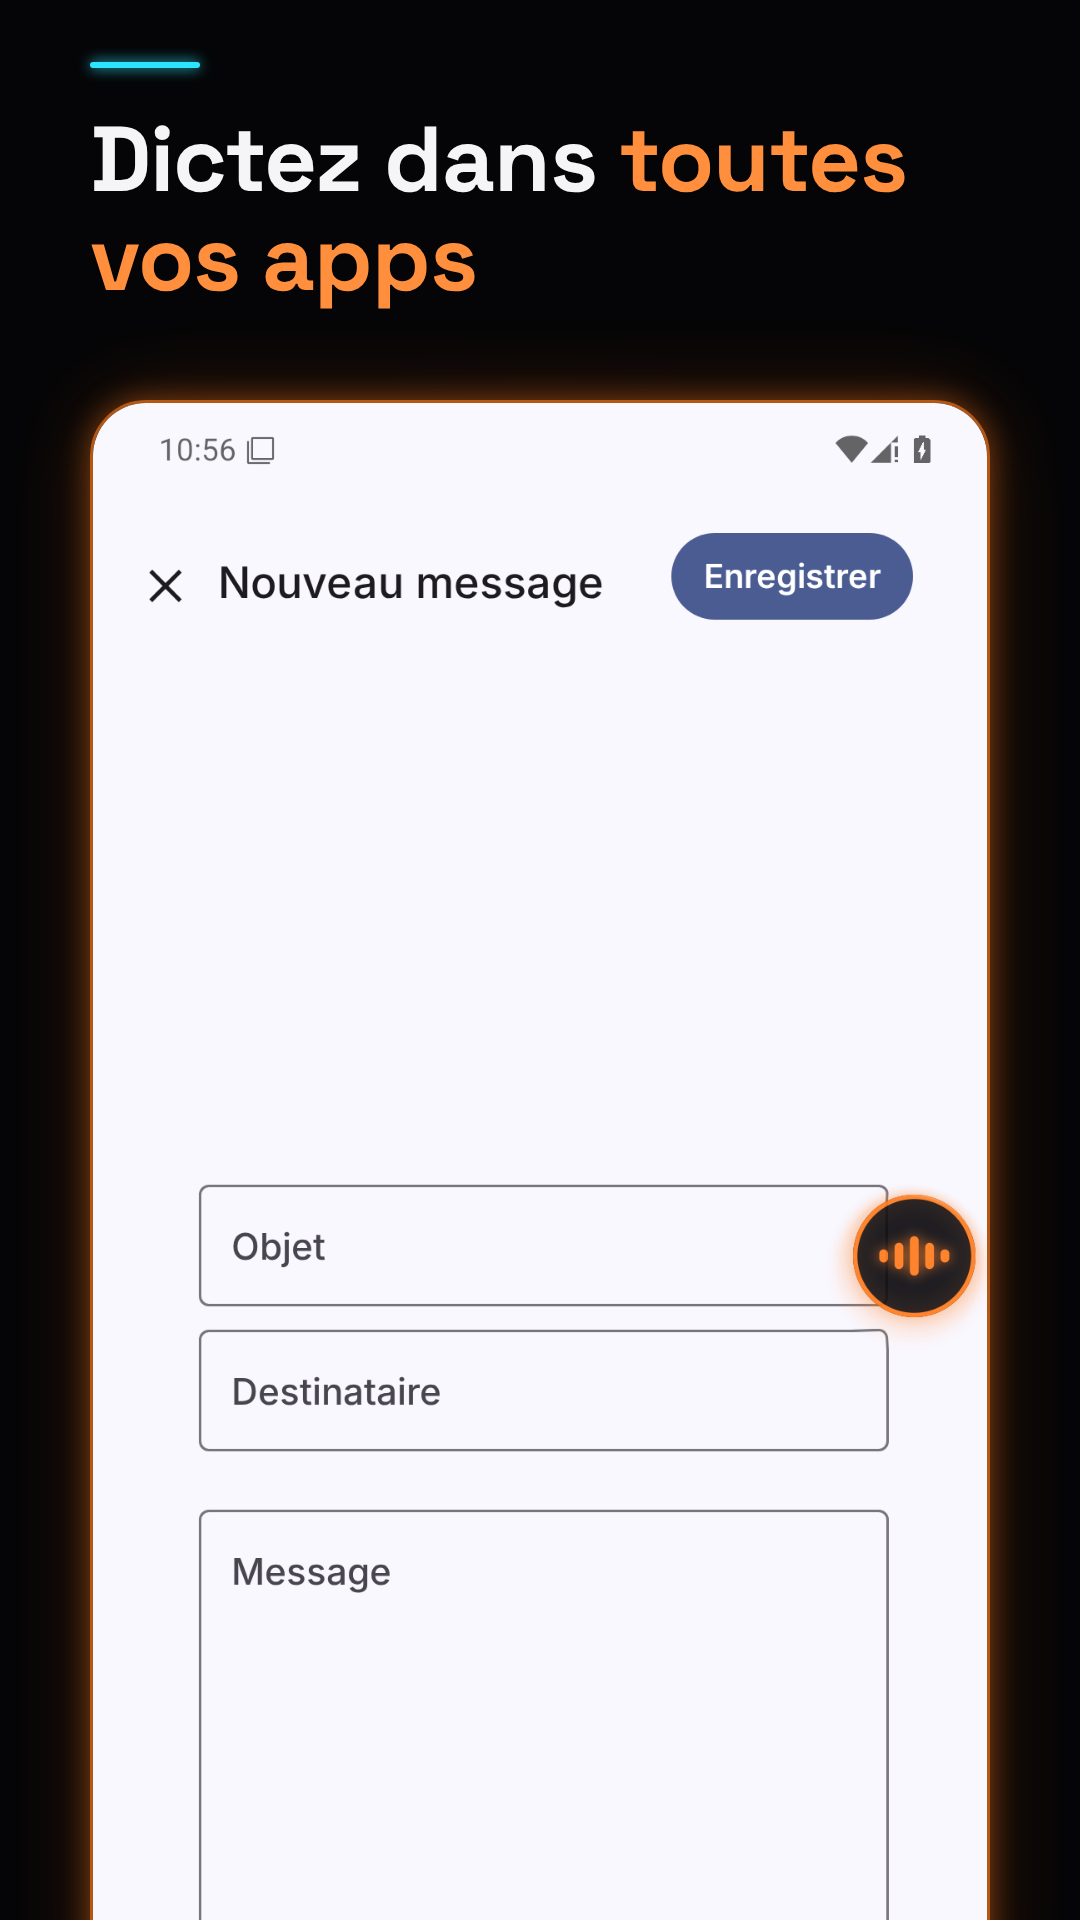 Dictez dans toutes
vos apps
10:56
Nouveau message
Enregistrer
Objet
Destinataire
Message